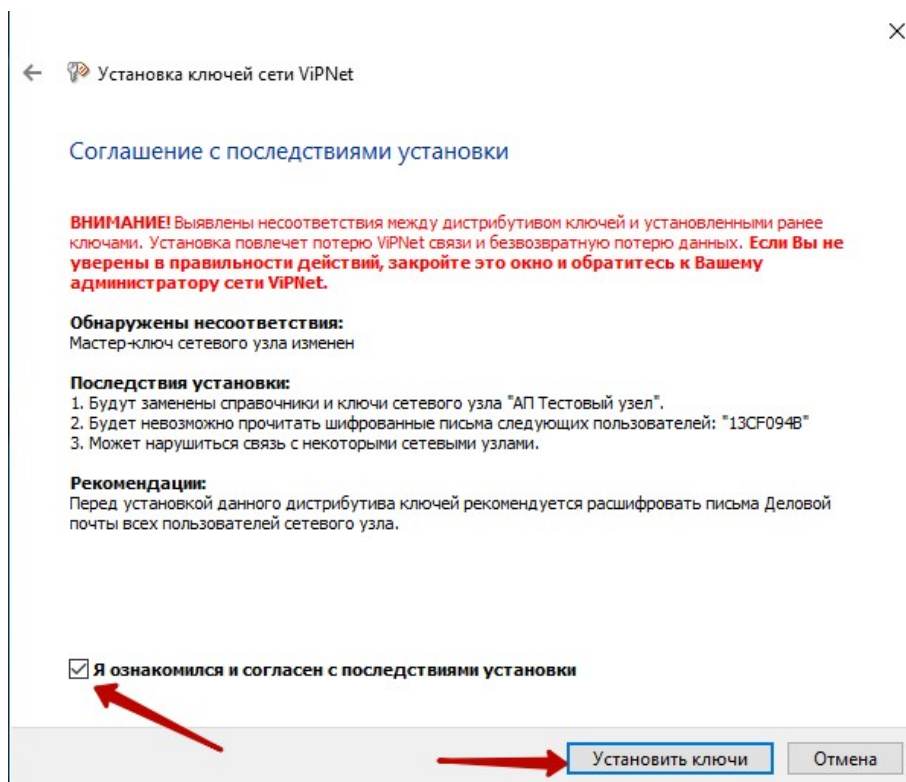 Установка ключей сети ViPNet
Соглашение с последствиями установки
ВНИМАНИЕ! Выявлены несоответствия между дистрибутивом ключей и установленными ранее
ключами. Установка повлечет потерю ViPNet связи и безвозвратную потерю данных. Если Вы не
уверены в правильности действий, закройте это окно и обратитесь к Вашему
администратору сети ViPNet.
Обнаружены несоответствия:
Мастер-ключ сетевого узла изменен
Последствия установки:
1. Будут заменены справочники и ключи сетевого узла "АП Тестовый узел".
2. Будет невозможно прочитать шифрованные письма следующих пользователей: "13CF094B"
3. Может нарушиться связь с некоторыми сетевыми узлами.
Рекомендации:
Перед установкой данного дистрибутива ключей рекомендуется расшифровать письма Деловой
почты всех пользователей сетевого узла.
Я ознакомился и согласен с последствиями установки
Установить ключи
Отмена